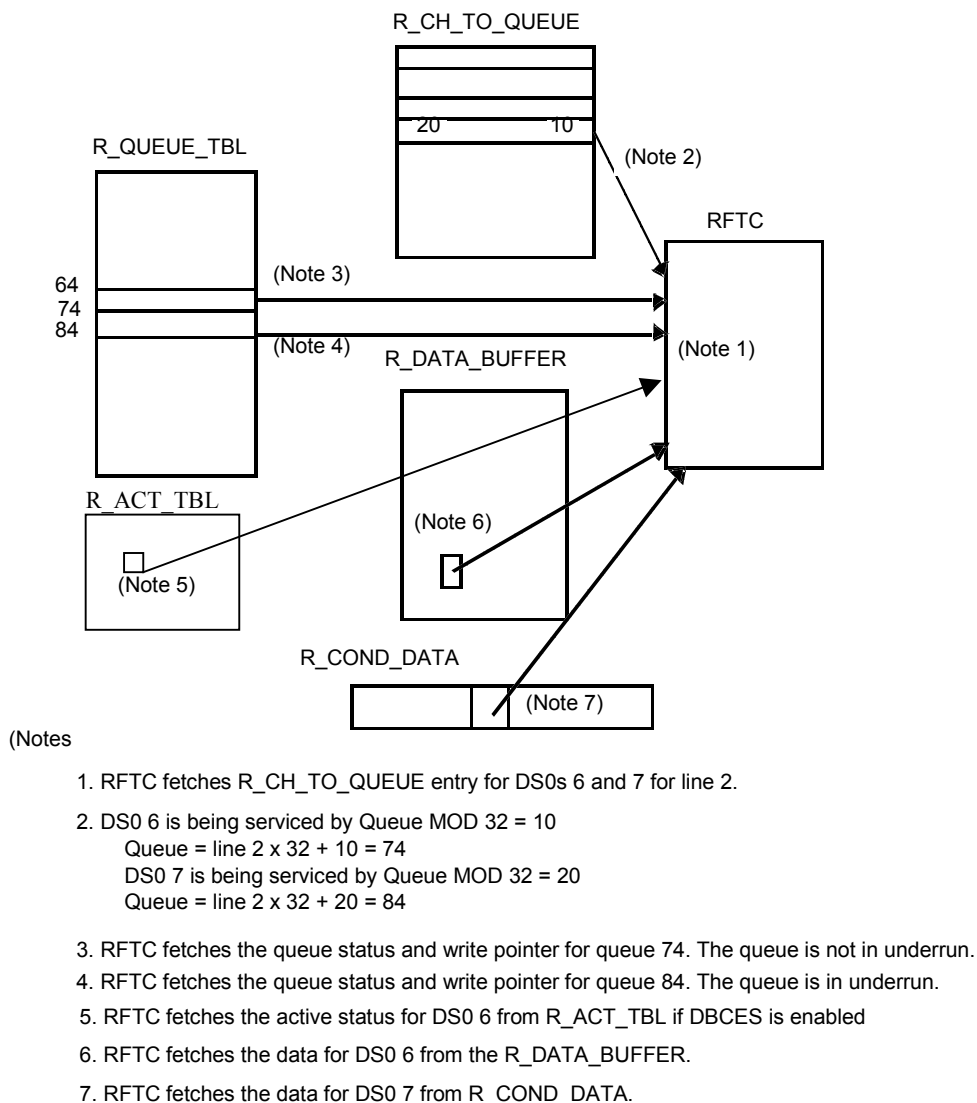 R_CH_TO_QUEUE
20 10
R_QUEUE_TBL
(Note 2)
RFTC
64
(Note 3)
74
84
(Note 4)
(Note 1)
R_DATA_BUFFER
R_ACT_TBL
(Note 6)
(Note 5)
R_COND_DATA
(Note 7)
(Notes
1. RFTC fetches R_CH_TO_QUEUE entry for DS0s 6 and 7 for line 2.
2. DS0 6 is being serviced by Queue MOD 32 = 10
Queue = line 2 x 32 + 10 = 74
DS0 7 is being serviced by Queue MOD 32 = 20
Queue = line 2 x 32 + 20 = 84
3. RFTC fetches the queue status and write pointer for queue 74. The queue is not in underrun.
4. RFTC fetches the queue status and write pointer for queue 84. The queue is in underrun.
5. RFTC fetches the active status for DS0 6 from R_ACT_TBL if DBCES is enabled
6. RFTC fetches the data for DS0 6 from the R_DATA_BUFFER.
7. RFTC fetches the data for DS0 7 from R_COND_DATA.